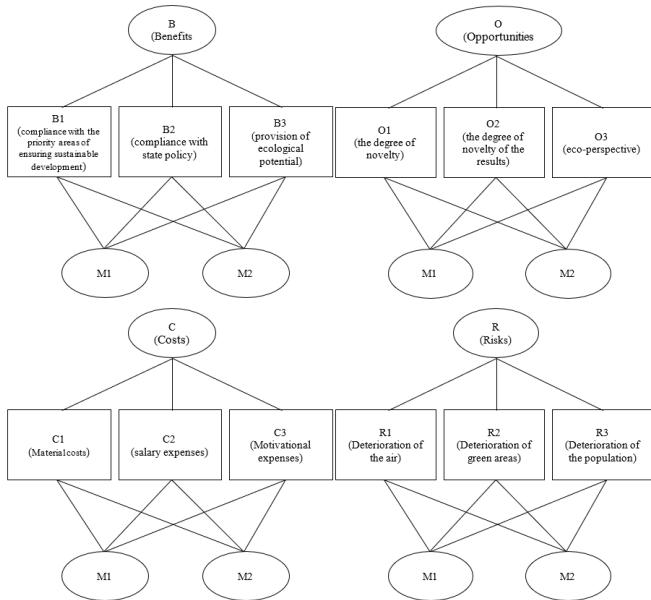 B
(Benefits
O
(Opportunities
B1
(compliance with the
priority areas of
ensuring sustainable
development)
B2
(compliance with
state policy)
B3
(provision of
ecological
potential)
O1
(the degree of
novelty)
O2
(the degree of
novelty of the
results)
O3
(eco-perspective)
M1
M2
M1
M2
C
(Costs)
R
(Risks)
C1
(Material costs)
C2
(salary expenses)
C3
(Motivational
expenses)
R1
(Deterioration of
the air)
R2
(Deterioration of
green areas)
R3
(Deterioration of
the population)
M1
M2
M1
M2